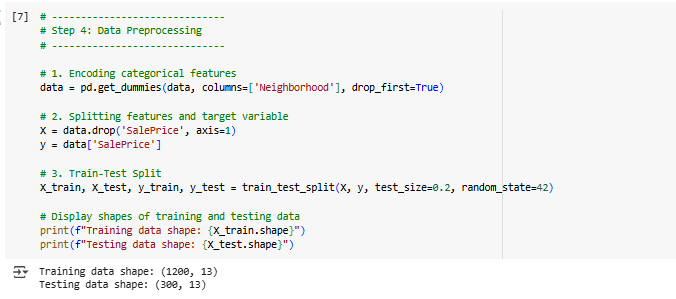 [7] # -----------------------------
# Step 4: Data Preprocessing
# -----------------------------
# 1. Encoding categorical features
data = pd.get_dummies(data, columns=['Neighborhood'], drop_first=True)
# 2. Splitting features and target variable
X = data.drop('SalePrice', axis=1)
y = data['SalePrice']
# 3. Train-Test Split
X_train, X_test, y_train, y_test = train_test_split(X, y, test_size=0.2, random_state=42)
# Display shapes of training and testing data
print(f"Training data shape: {X_train.shape}")
print(f"Testing data shape: {X_test.shape}")
Training data shape: (1200, 13)
Testing data shape: (300, 13)